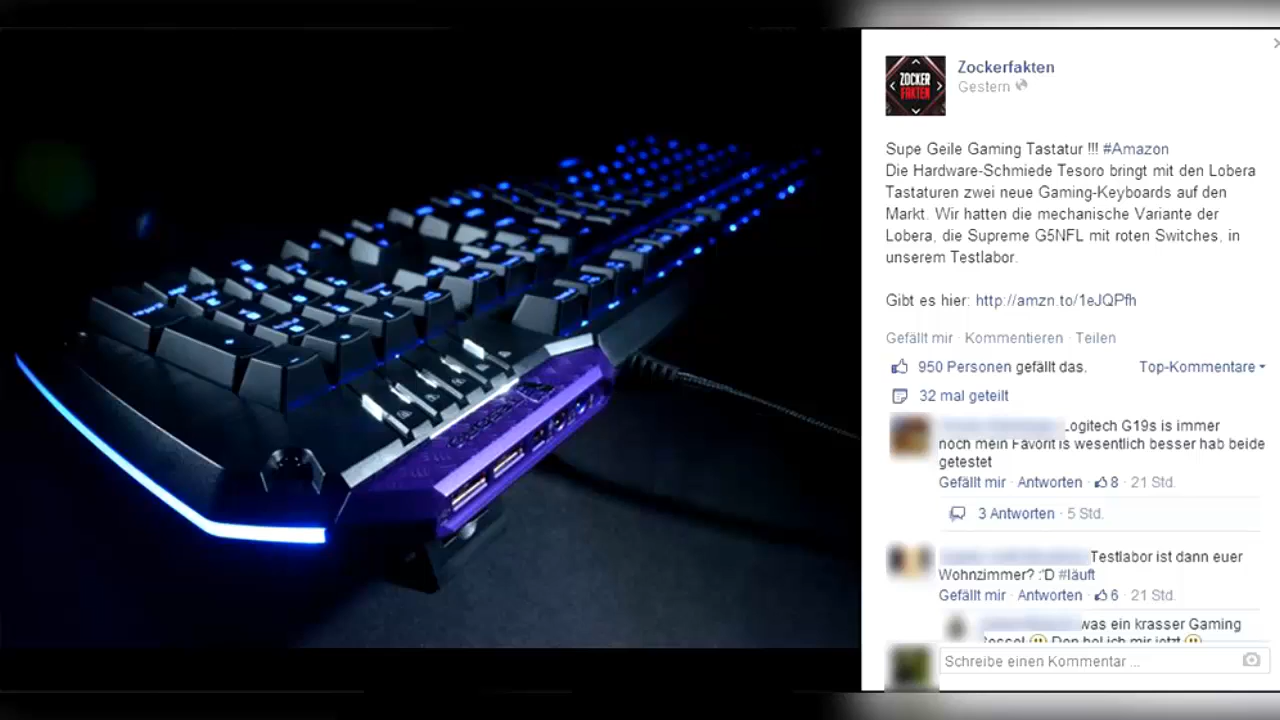 ZOCKER
FAKTEN
Zockerfakten
Gestern
Supe Geile Gaming Tastatur !!! #Amazon
Die Hardware-Schmiede Tesoro bringt mit den Lobera
Tastaturen zwei neue Gaming-Keyboards auf den
Markt. Wir hatten die mechanische Variante der
Lobera, die Supreme G5NFL mit roten Switches, in
unserem Testlabor.
Gibt es hier: http://amzn.to/1eJQPfh
Gefällt mir · Kommentieren · Teilen
950 Personen gefällt das.
Top-Kommentare
32 mal geteilt
Logitech G19s is immer
noch mein Favorit is wesentlich besser hab beide
getestet
Gefällt mir · Antworten · 8 · 21 Std.
3 Antworten · 5 Std.
Testlabor ist dann euer
Wohnzimmer? :'D #läuft
Gefällt mir · Antworten · 6 · 21 Std.
was ein krasser Gaming
Den hol ich mir jetzt
Schreibe einen Kommentar ...